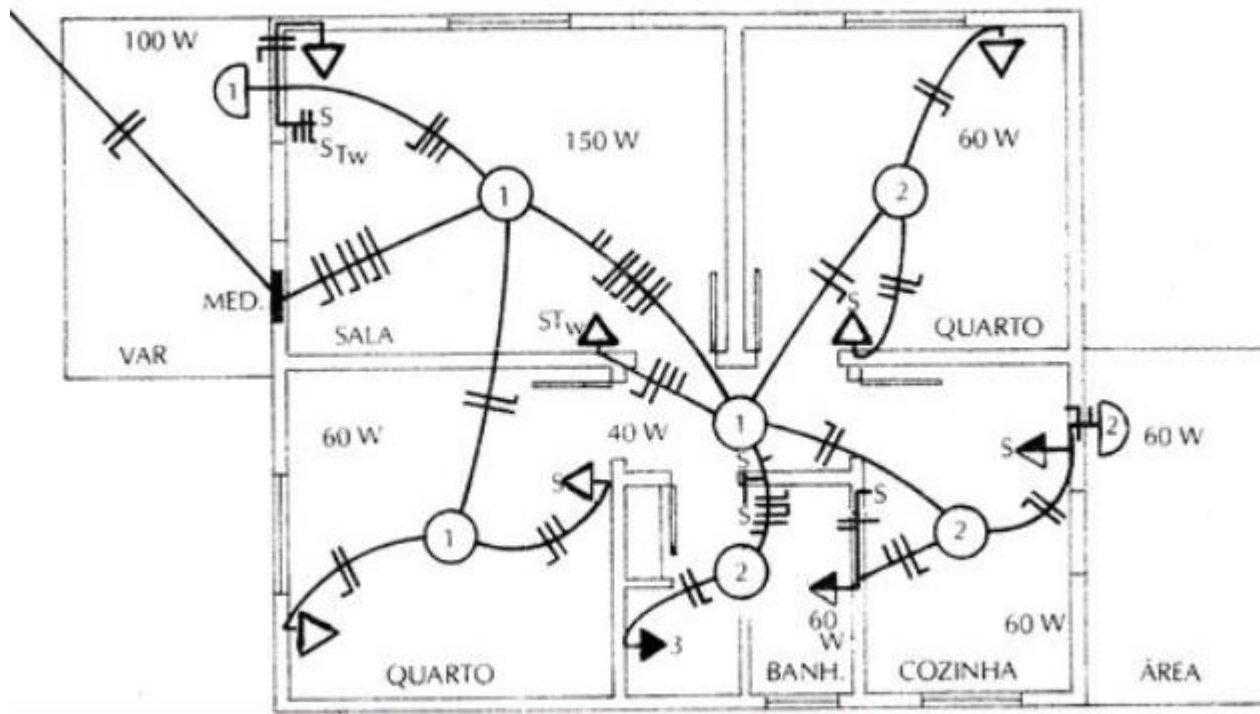 100 W
1
S
S TW
150 W
60 W
2
1
MED.
VAR
SALA
STW
S
QUARTO
1
60 W
40 W
2
60 W
S
S
S
S
S
1
2
2
3
60
W
60 W
QUARTO
BANH.
COZINHA
ÁREA